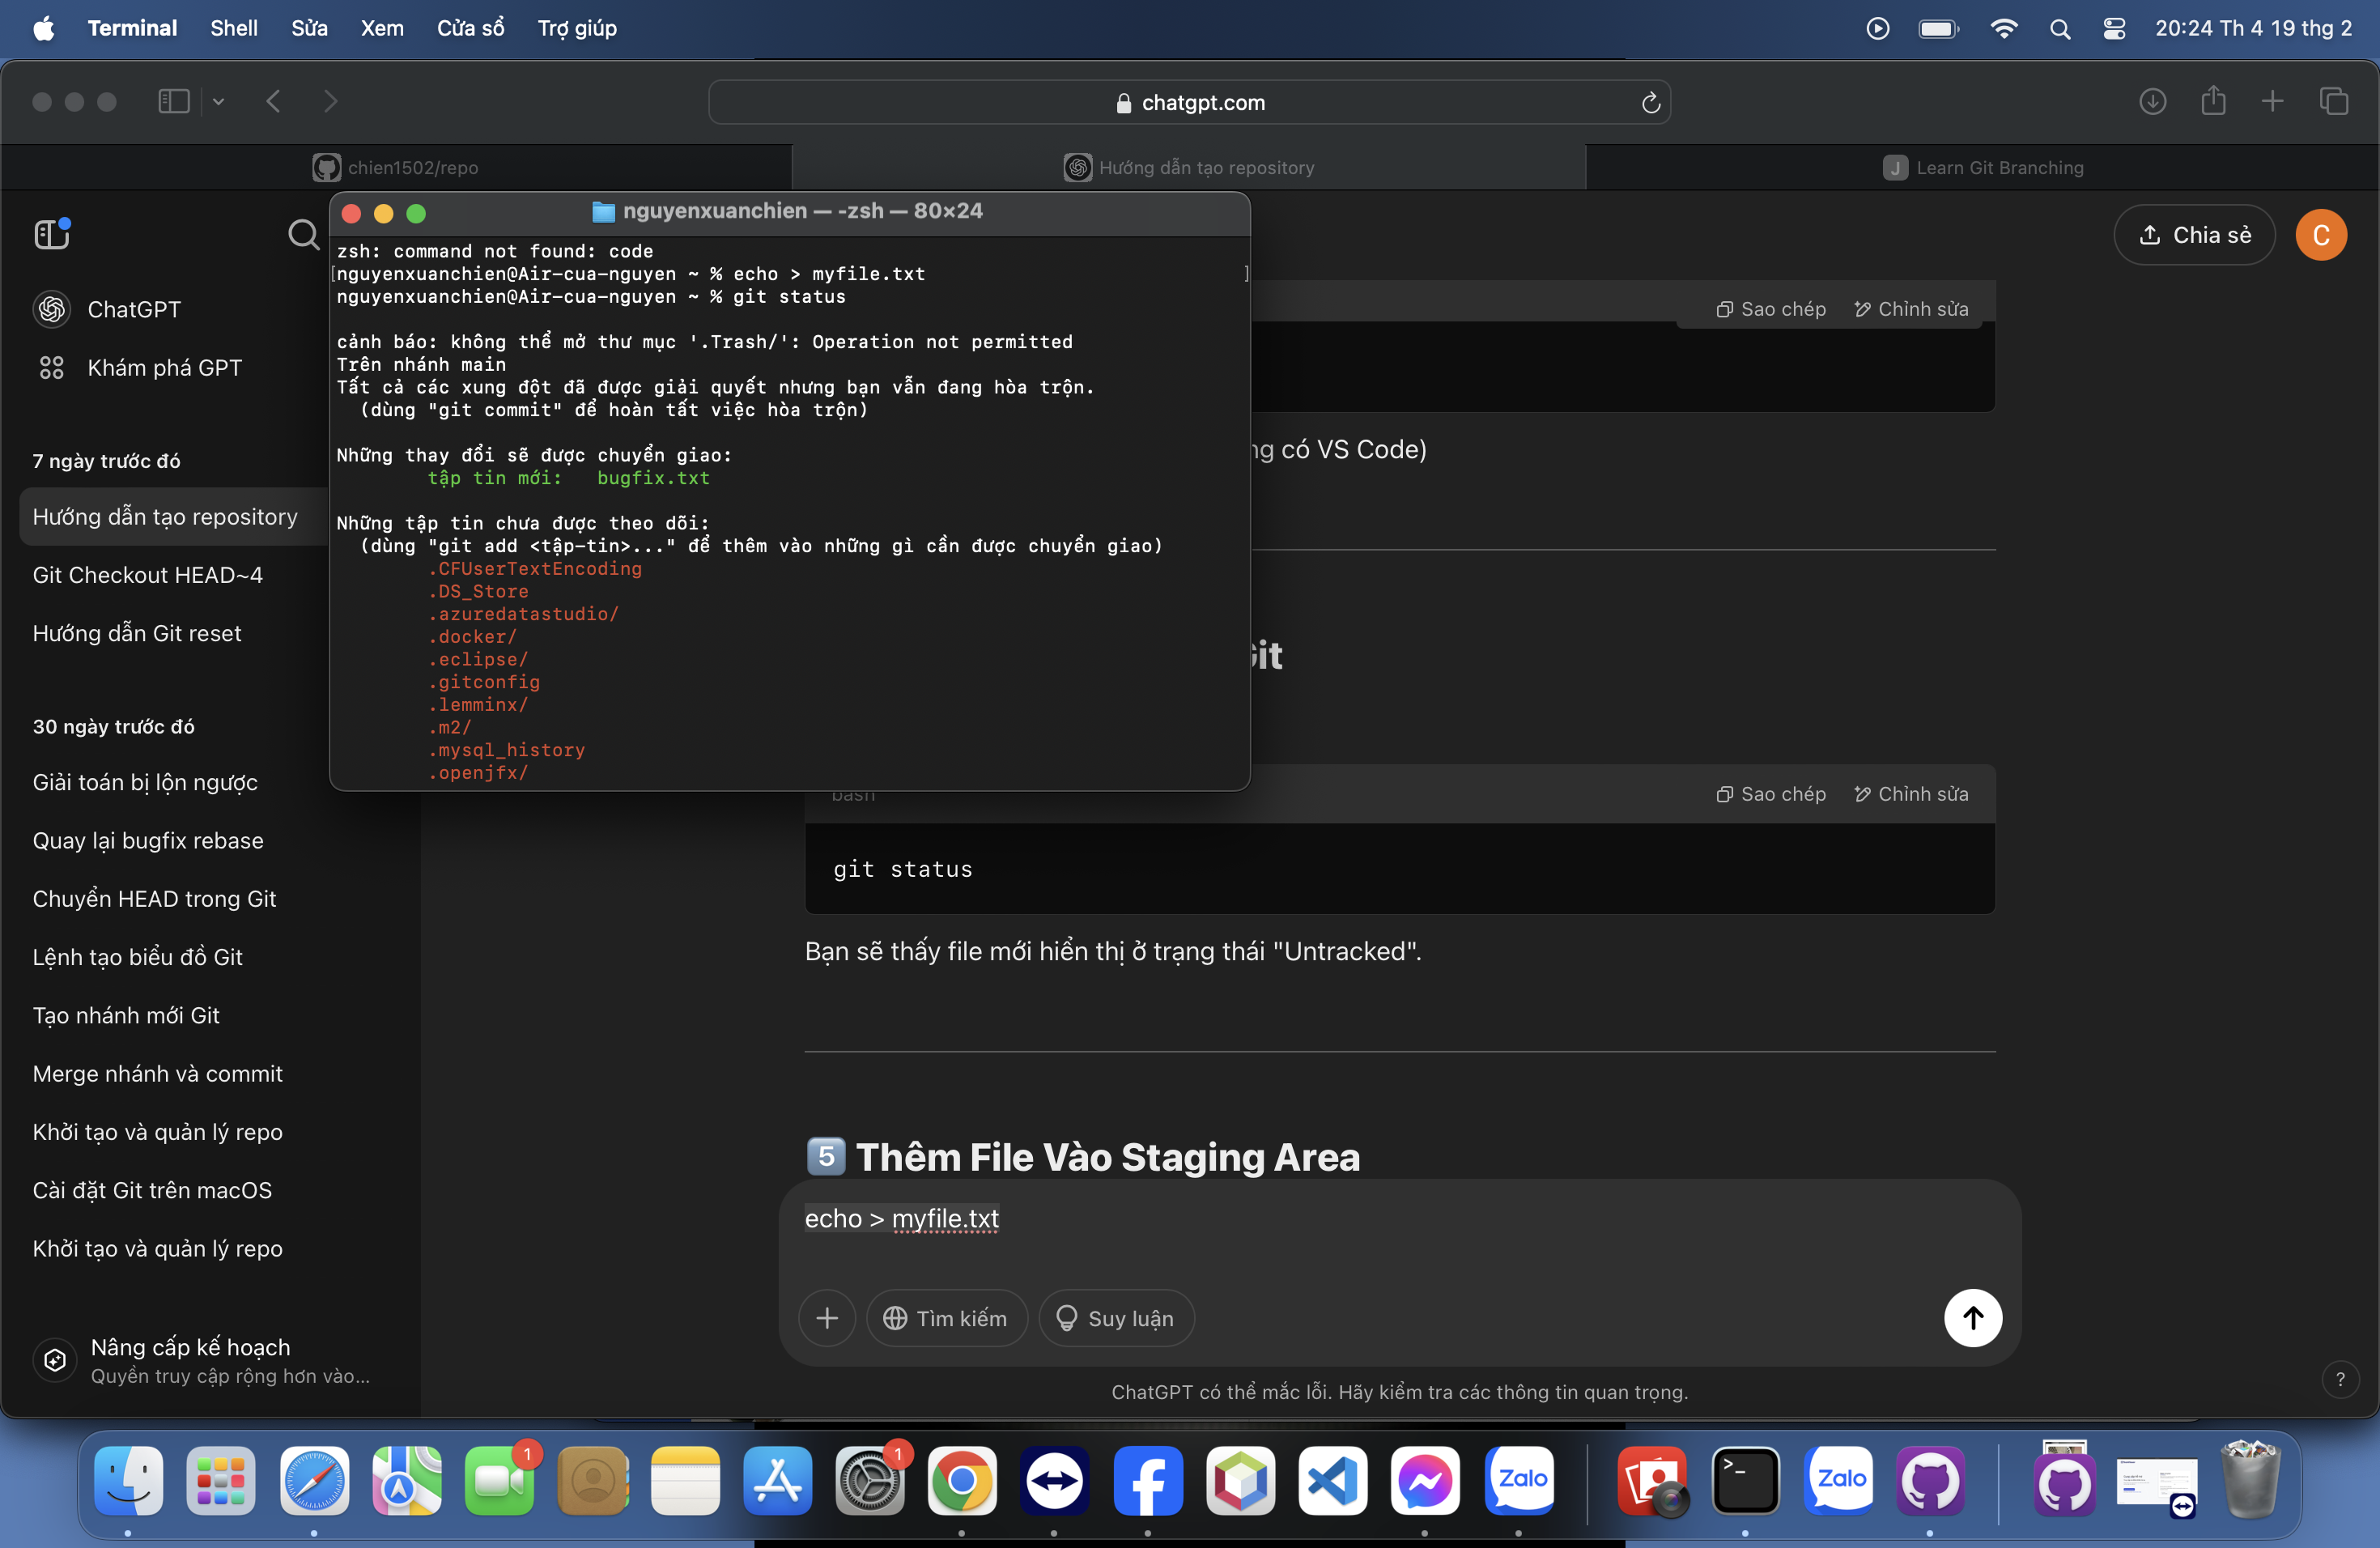 Terminal Shell Sửa Xem Cửa sổ Trợ giúp 20:24 Th 4 19 thg 2
chatgpt.com
chien1502/repo
Hướng dẫn tạo repository
J Learn Git Branching
nguyenxuanchien — -zsh — 80×24
zsh: command not found: code
[nguyenxuanchien@Air-cua-nguyen ~ % echo > myfile.txt ]
nguyenxuanchien@Air-cua-nguyen ~ % git status
cảnh báo: không thể mở thư mục '.Trash/': Operation not permitted
Trên nhánh main
Tất cả các xung đột đã được giải quyết nhưng bạn vẫn đang hòa trộn.
(dùng "git commit" để hoàn tất việc hòa trộn)
Những thay đổi sẽ được chuyển giao:
tập tin mới: bugfix.txt
Những tập tin chưa được theo dõi:
(dùng "git add <tập-tin>..." để thêm vào những gì cần được chuyển giao)
.CFUserTextEncoding
.DS_Store
.azuredatastudio/
.docker/
.eclipse/
.gitconfig
.lemminx/
.m2/
.mysql_history
.openjfx/
ChatGPT
Khám phá GPT
7 ngày trước đó
Hướng dẫn tạo repository
Git Checkout HEAD~4
Hướng dẫn Git reset
30 ngày trước đó
Giải toán bị lộn ngược
Quay lại bugfix rebase
Chuyển HEAD trong Git
Lệnh tạo biểu đồ Git
Tạo nhánh mới Git
Merge nhánh và commit
Khởi tạo và quản lý repo
Cài đặt Git trên macOS
Khởi tạo và quản lý repo
Nâng cấp kế hoạch
Quyền truy cập rộng hơn vào...
Chia sẻ
C
Sao chép Chỉnh sửa
có VS Code)
bash
Sao chép Chỉnh sửa
git status
Bạn sẽ thấy file mới hiển thị ở trạng thái "Untracked".
5 Thêm File Vào Staging Area
echo > myfile.txt
Tìm kiếm Suy luận
ChatGPT có thể mắc lỗi. Hãy kiểm tra các thông tin quan trọng.
?
1
1
Zalo
>_
Zalo